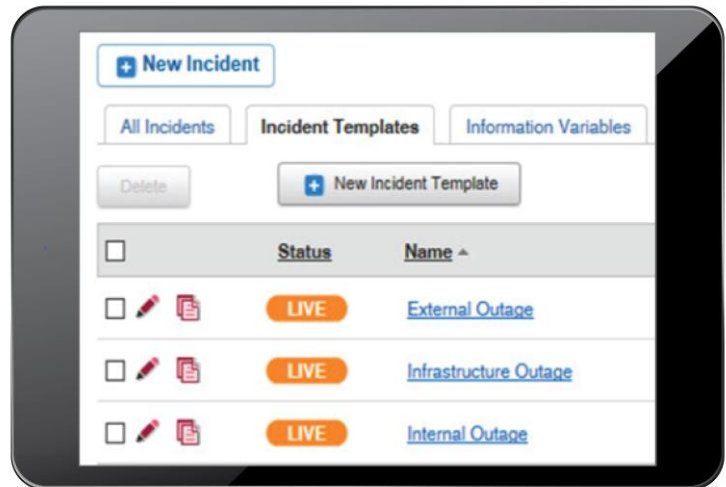 New Incident
All Incidents Incident Templates Information Variables
Delete New Incident Template
Status Name
LIVE External Outage
LIVE Infrastructure Outage
LIVE Internal Outage